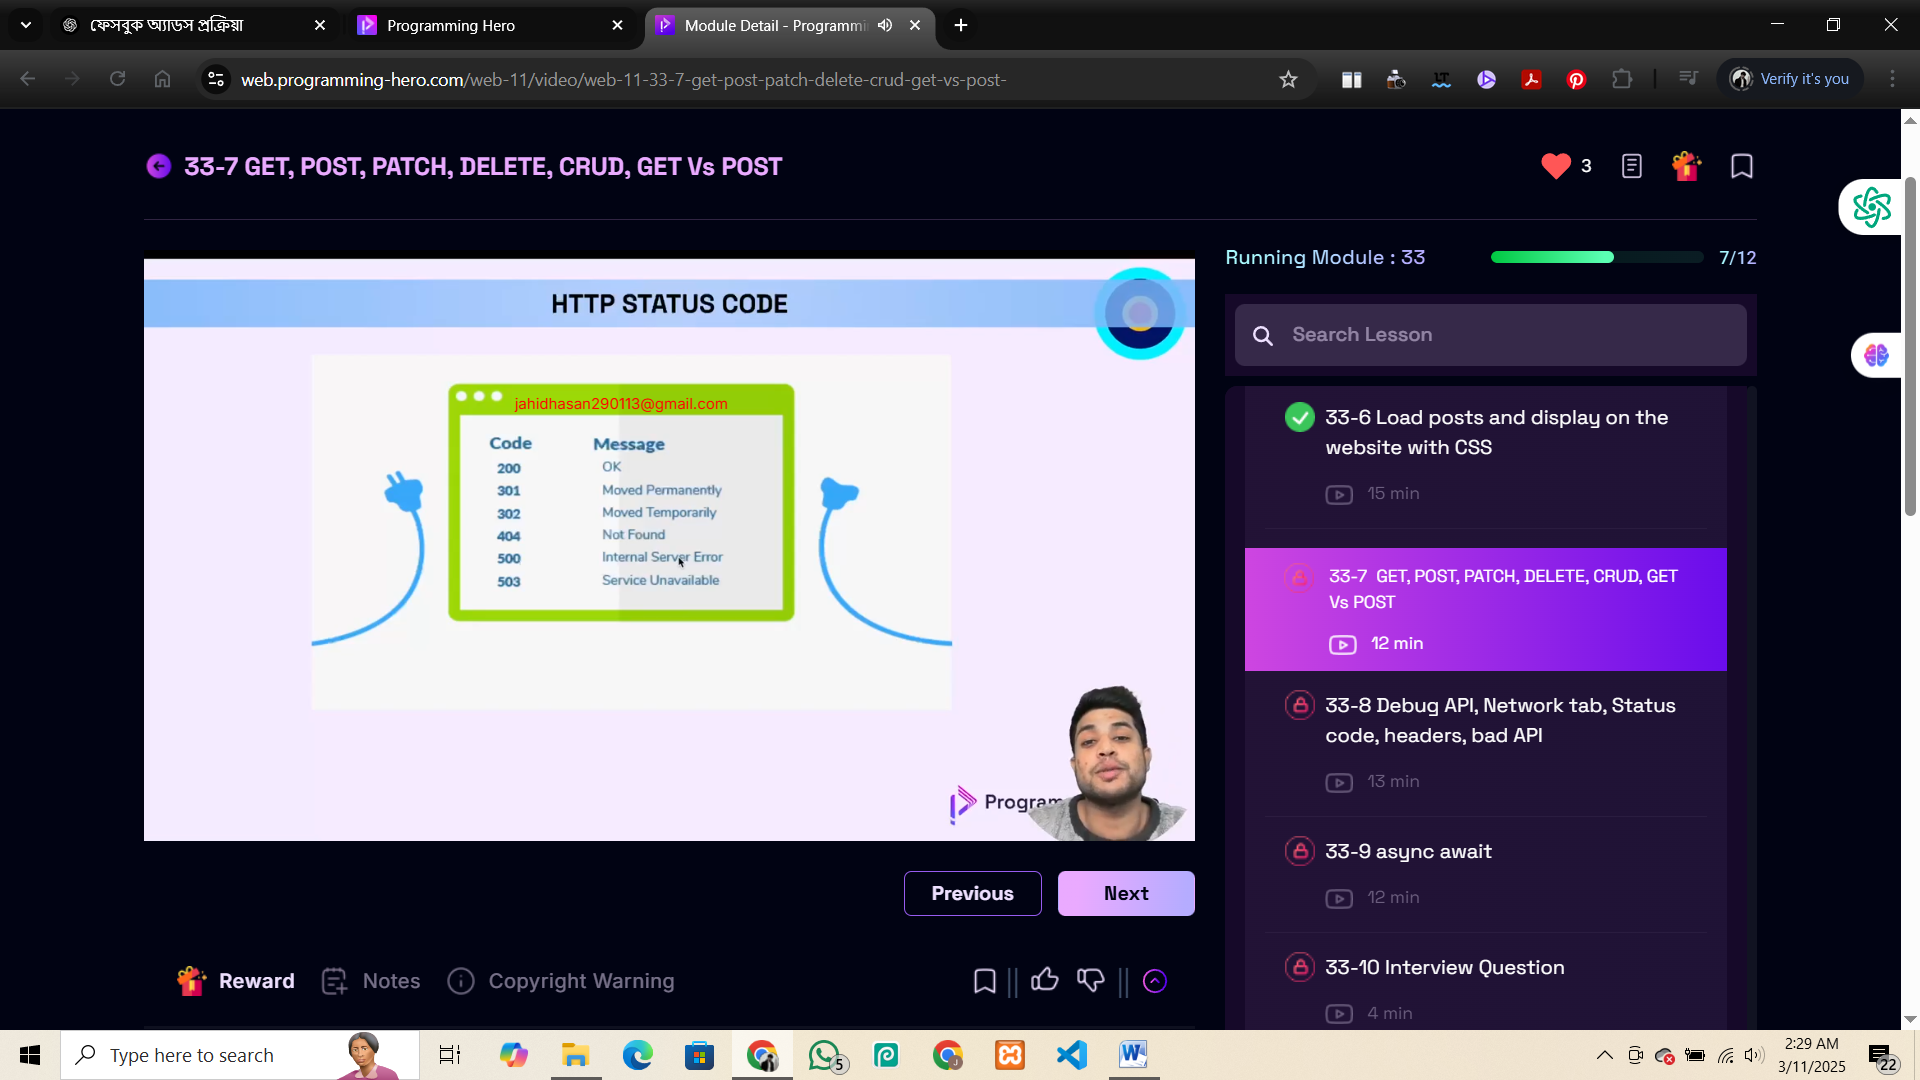 ফেসবুক অ্যাডস প্রক্রিয়া
Programming Hero
Module Detail - Programmi
web.programming-hero.com/web-11/video/web-11-33-7-get-post-patch-delete-crud-get-vs-post-
Verify it's you
33-7 GET, POST, PATCH, DELETE, CRUD, GET Vs POST
3
Running Module : 33
7/12
Search Lesson
HTTP STATUS CODE
jahidhasan290113@gmail.com
Code Message
200 OK
301 Moved Permanently
302 Moved Temporarily
404 Not Found
500 Internal Server Error
503 Service Unavailable
Program
33-6 Load posts and display on the
website with CSS
15 min
33-7 GET, POST, PATCH, DELETE, CRUD, GET
Vs POST
12 min
33-8 Debug API, Network tab, Status
code, headers, bad API
13 min
33-9 async await
12 min
33-10 Interview Question
4 min
Previous
Next
Reward
Notes
Copyright Warning
Type here to search
5
2:29 AM
3/11/2025
22